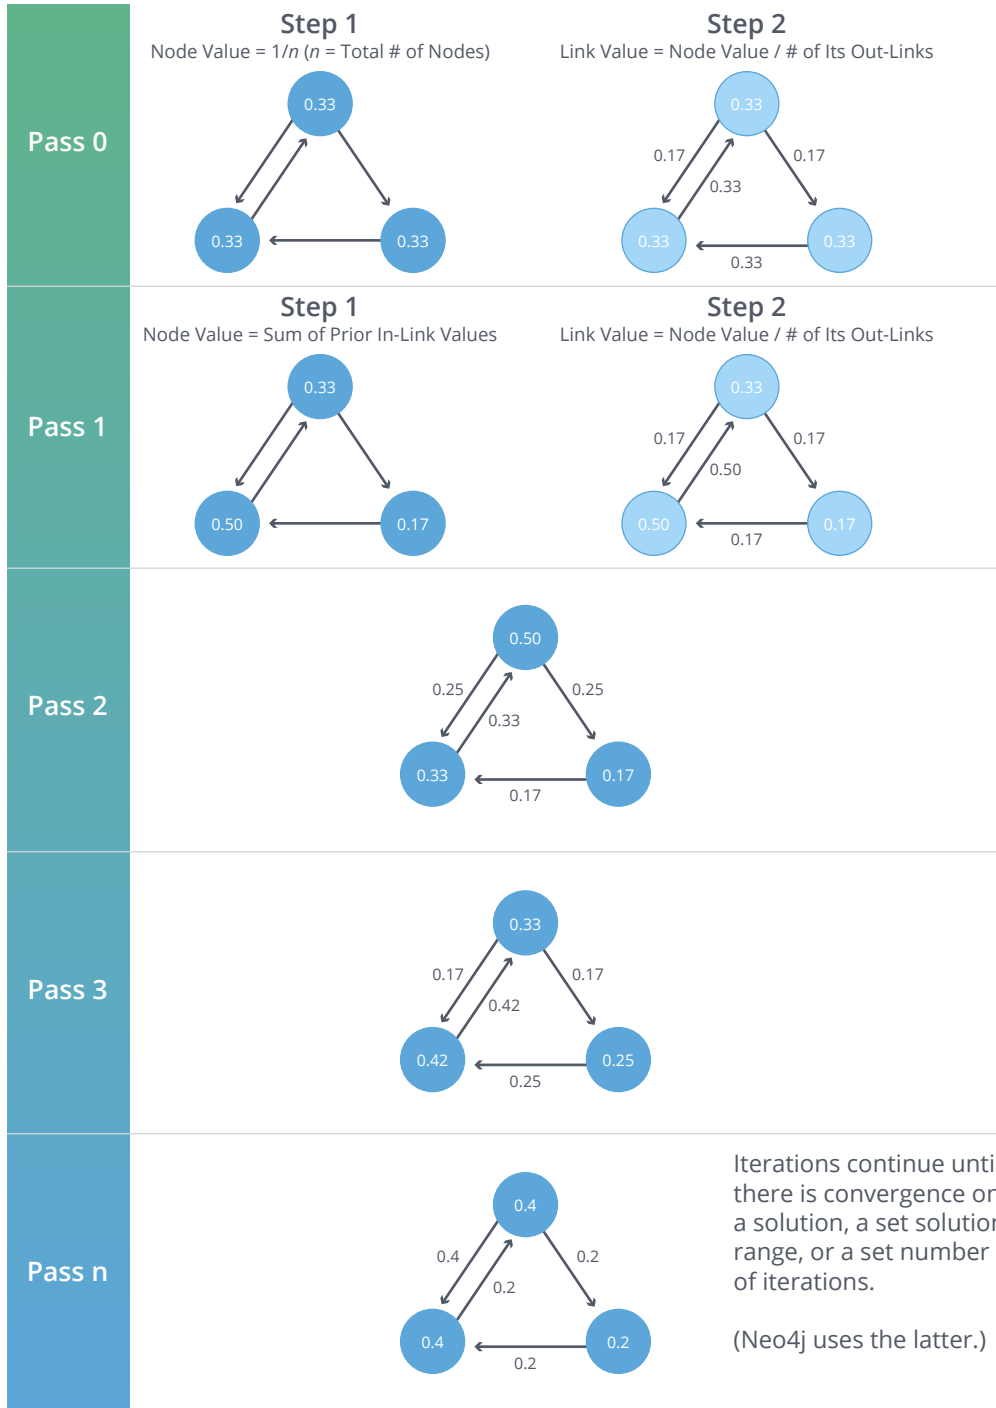 Pass 0
Step 1
Node Value = 1/n (n = Total # of Nodes)
0.33
0.33
0.33
Step 2
Link Value = Node Value / # of Its Out-Links
0.33
0.17
0.17
0.33
0.33
0.33
0.33
Pass 1
Step 1
Node Value = Sum of Prior In-Link Values
0.33
0.50
0.17
Step 2
Link Value = Node Value / # of Its Out-Links
0.33
0.17
0.17
0.50
0.50
0.17
0.17
Pass 2
0.50
0.25
0.25
0.33
0.33
0.17
0.17
Pass 3
0.33
0.17
0.17
0.42
0.42
0.25
0.25
Pass n
0.4
0.4
0.2
0.2
0.4
0.2
0.2
Iterations continue unti
there is convergence on
a solution, a set solution
range, or a set number
of iterations.
(Neo4j uses the latter.)